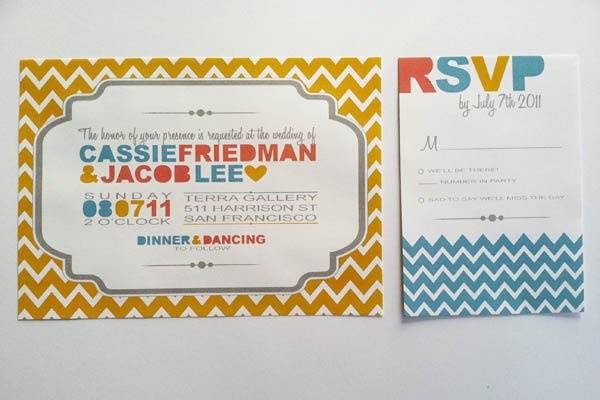 The honor of your presence is requested at the wedding of
CASSIE FRIEDMAN
& JACOB LEE
SUNDAY
080711
2 O'CLOCK
TERRA GALLERY
511 HARRISON ST
SAN FRANCISCO
DINNER & DANCING
TO FOLLOW
RSVP
by July 7th 2011
M
WE'LL BE THERE!
NUMBER IN PARTY
SAD TO SAY WE'LL MISS THE DAY